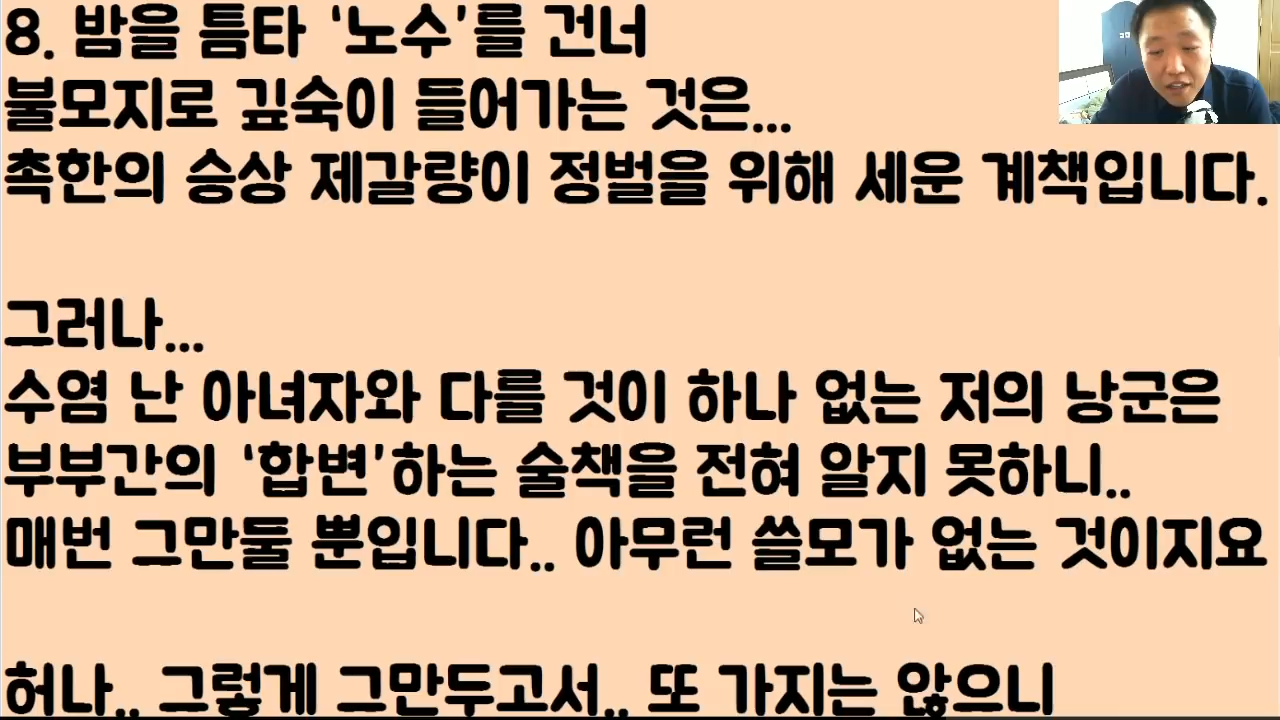 8. 밤을 틈타 ‘노수’를 건너
불모지로 깊숙이 들어가는 것은...
촉한의 승상 제갈량이 정벌을 위해 세운 계책입니다.
그러나...
수염 난 아녀자와 다를 것이 하나 없는 저의 낭군은
부부간의 ‘합변’하는 술책을 전혀 알지 못하니..
매번 그만둘 뿐입니다.. 아무런 쓸모가 없는 것이지요
허나.. 그렇게 그만두고서.. 또 가지는 않으니